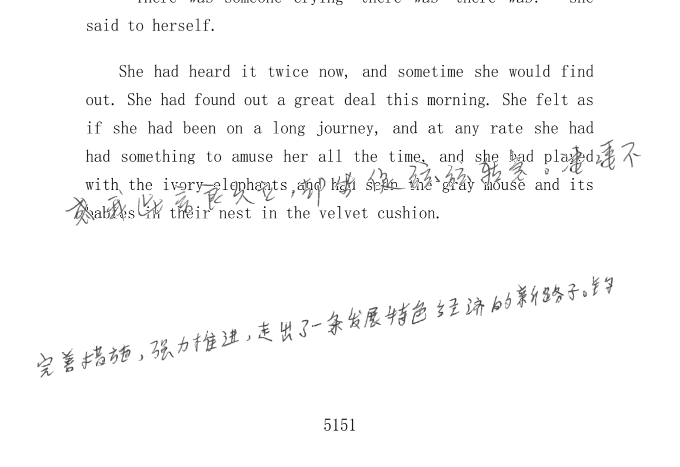 "There was someone crying—there was—there was!" she
said to herself.
She had heard it twice now, and sometime she would find
out. She had found out a great deal this morning. She felt as
if she had been on a long journey, and at any rate she had
had something to amuse her all the time, and she had played
with the ivory elephants and had seen the gray mouse and its
babies in their nest in the velvet cushion.
完善措施，强力推进，走出了一条发展特色经济的新路子。针
5151